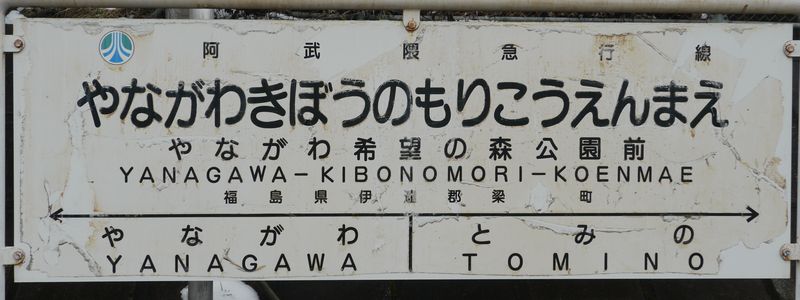 阿武隈急行線
やながわきぼうのもりこうえんまえ
やながわ希望の森公園前
YANAGAWA-KIBONOMORI-KOENMAE
福島県伊達郡梁 町
やながわ とみの
YANAGAWA TOMINO